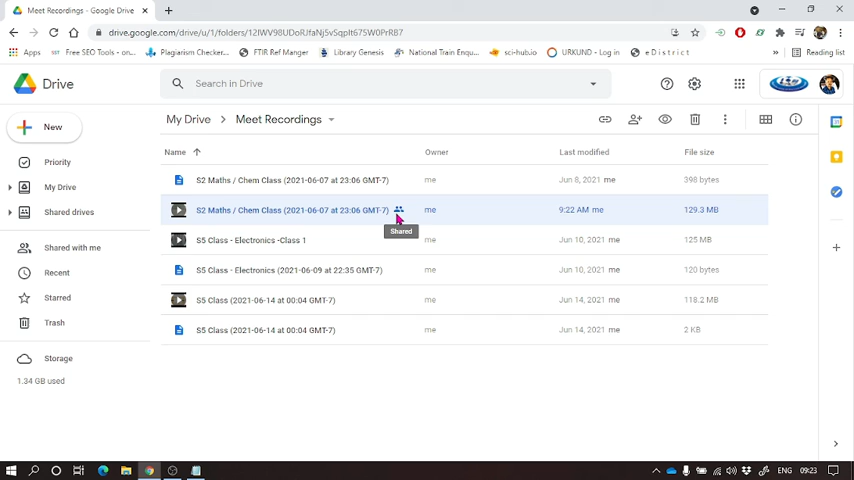 Meet Recordings - Google Drive
drive.google.com/drive/u/1/folders/12IWV98UDoRJfaNj5vSqpIt67SW0PrRB7
Apps Free SEO Tools - on... Plagiarism Checker... FTIR Ref Manger Library Genesis National Train Enqu... sci-hub.io URKUND - Log in e D i s t r i c t » Reading list
Drive Search in Drive
New My Drive Meet Recordings
Name Owner Last modified File size
Priority
S2 Maths / Chem Class (2021-06-07 at 23:06 GMT-7) me Jun 8, 2021 me 398 bytes
My Drive
S2 Maths / Chem Class (2021-06-07 at 23:06 GMT-7) me 9:22 AM me 129.3 MB
Shared drives
Shared
S5 Class - Electronics -Class 1 me Jun 10, 2021 me 125 MB
Shared with me
S5 Class - Electronics (2021-06-09 at 22:35 GMT-7) me Jun 10, 2021 me 120 bytes
Recent
S5 Class (2021-06-14 at 00:04 GMT-7) me Jun 14, 2021 me 118.2 MB
Starred
S5 Class (2021-06-14 at 00:04 GMT-7) me Jun 14, 2021 me 2 KB
Trash
Storage
1.34 GB used
ENG 09:23